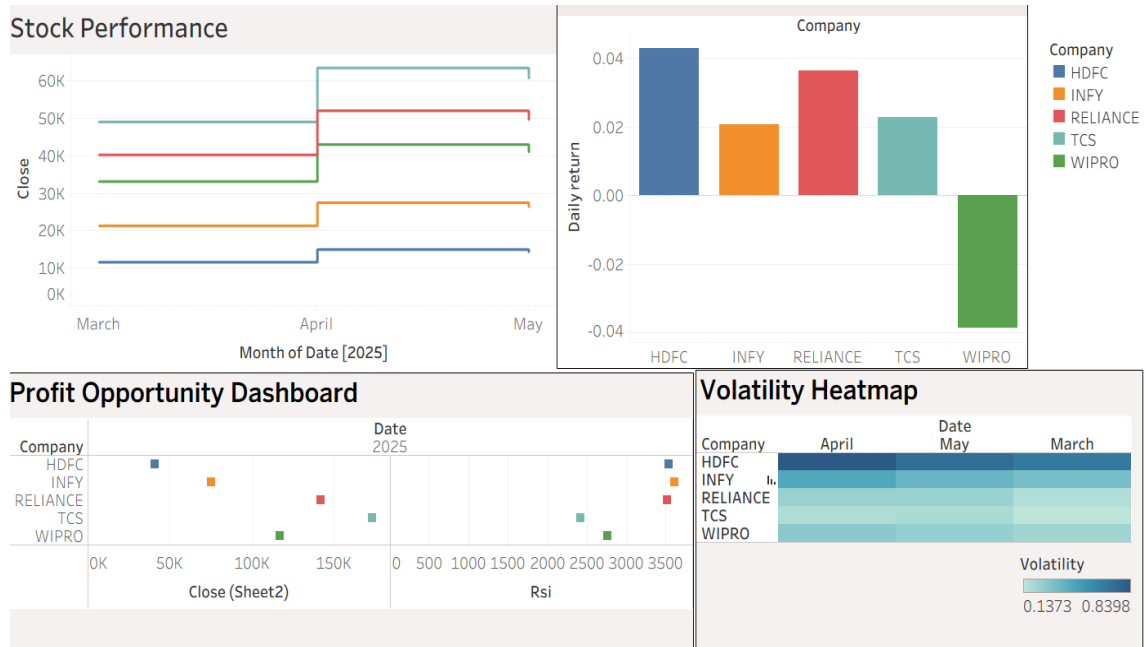 Stock Performance
60K
50K
40K
30K
20K
10K
0K
Close
March April May
Month of Date [2025]
Company
0.04
0.02
0.00
-0.02
-0.04
Daily return
HDFC INFY RELIANCE TCS WIPRO
Company
HDFC
INFY
RELIANCE
TCS
WIPRO
Profit Opportunity Dashboard
Date
Company 2025
HDFC
INFY
RELIANCE
TCS
WIPRO
0K 50K 100K 150K 0 500 1000 1500 2000 2500 3000 3500
Close (Sheet2) Rsi
Volatility Heatmap
Date
Company April May March
HDFC
INFY
RELIANCE
TCS
WIPRO
Volatility
0.1373 0.8398